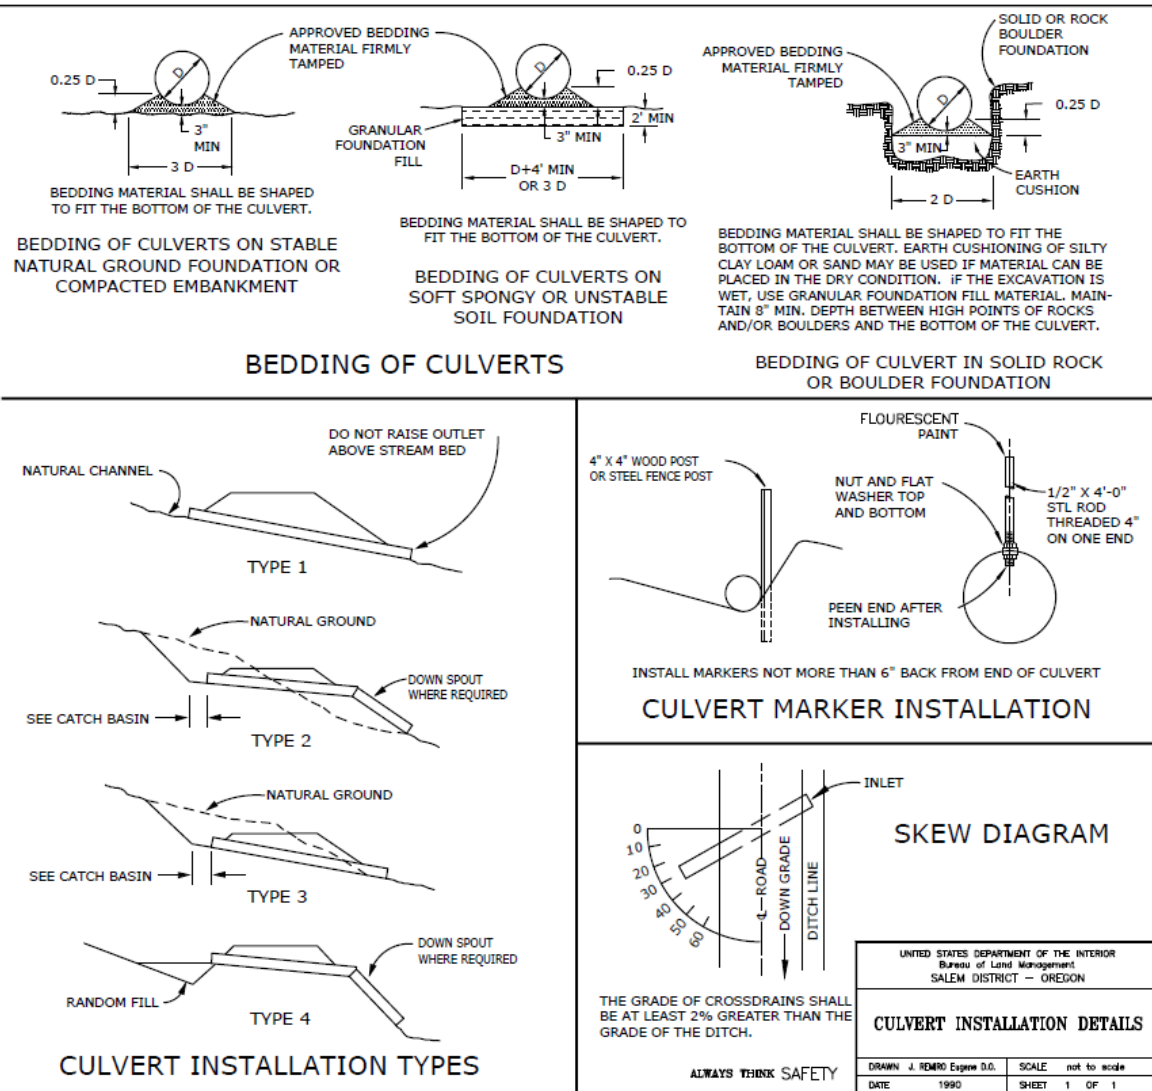 APPROVED BEDDING
MATERIAL FIRMLY
TAMPED
0.25 D
D
3"
MIN
3 D
BEDDING MATERIAL SHALL BE SHAPED
TO FIT THE BOTTOM OF THE CULVERT.
BEDDING OF CULVERTS ON STABLE
NATURAL GROUND FOUNDATION OR
COMPACTED EMBANKMENT
D
0.25 D
2' MIN
3" MIN
GRANULAR
FOUNDATION
FILL
D+4' MIN
OR 3 D
BEDDING MATERIAL SHALL BE SHAPED TO
FIT THE BOTTOM OF THE CULVERT.
BEDDING OF CULVERTS ON
SOFT SPONGY OR UNSTABLE
SOIL FOUNDATION
SOLID OR ROCK
BOULDER
FOUNDATION
APPROVED BEDDING
MATERIAL FIRMLY
TAMPED
D
0.25 D
3" MIN
EARTH
CUSHION
2 D
BEDDING MATERIAL SHALL BE SHAPED TO FIT THE
BOTTOM OF THE CULVERT. EARTH CUSHIONING OF SILTY
CLAY LOAM OR SAND MAY BE USED IF MATERIAL CAN BE
PLACED IN THE DRY CONDITION. iF THE EXCAVATION IS
WET, USE GRANULAR FOUNDATION FILL MATERIAL. MAIN-
TAIN 8" MIN. DEPTH BETWEEN HIGH POINTS OF ROCKS
AND/OR BOULDERS AND THE BOTTOM OF THE CULVERT.
BEDDING OF CULVERT IN SOLID ROCK
OR BOULDER FOUNDATION
BEDDING OF CULVERTS
NATURAL CHANNEL
DO NOT RAISE OUTLET
ABOVE STREAM BED
TYPE 1
NATURAL GROUND
DOWN SPOUT
WHERE REQUIRED
SEE CATCH BASIN
TYPE 2
NATURAL GROUND
SEE CATCH BASIN
TYPE 3
DOWN SPOUT
WHERE REQUIRED
RANDOM FILL
TYPE 4
CULVERT INSTALLATION TYPES
4" X 4" WOOD POST
OR STEEL FENCE POST
FLOURESCENT
PAINT
NUT AND FLAT
WASHER TOP
AND BOTTOM
1/2" X 4'-0"
STL ROD
THREADED 4"
ON ONE END
PEEN END AFTER
INSTALLING
INSTALL MARKERS NOT MORE THAN 6" BACK FROM END OF CULVERT
CULVERT MARKER INSTALLATION
INLET
SKEW DIAGRAM
0
10
20
30
40
50
60
℄ ROAD
DOWN GRADE
DITCH LINE
THE GRADE OF CROSSDRAINS SHALL
BE AT LEAST 2% GREATER THAN THE
GRADE OF THE DITCH.
ALWAYS THINK SAFETY
UNITED STATES DEPARTMENT OF THE INTERIOR
Bureau of Land Management
SALEM DISTRICT – OREGON
CULVERT INSTALLATION DETAILS
DRAWN J. REMRO Eugene D.O.
SCALE not to scale
DATE 1990
SHEET 1 OF 1